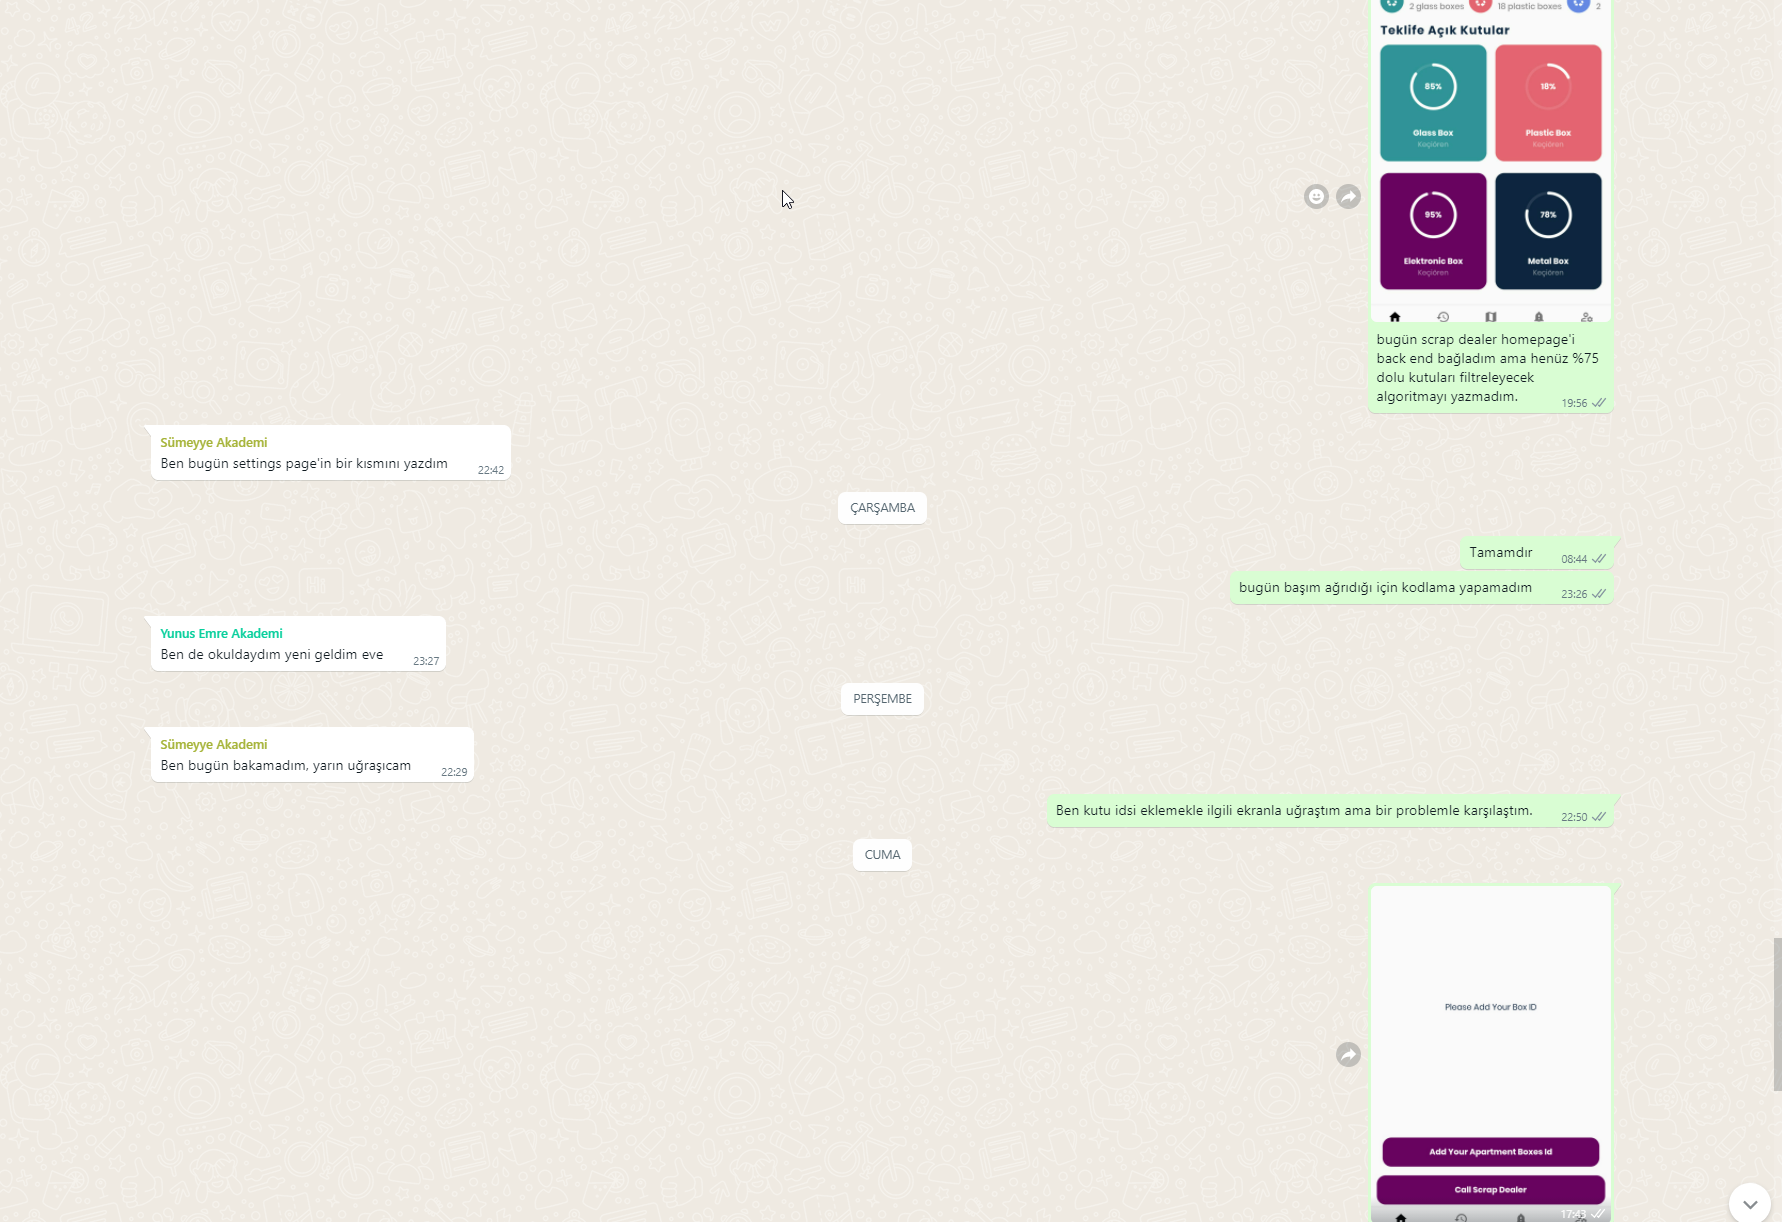 2 glass boxes 18 plastic boxes 2
Teklife Açık Kutular
85% 18%
Glass Box Plastic Box
Keçiören Keçiören
95% 78%
Elektronic Box Metal Box
Keçiören Keçiören
bugün scrap dealer homepage'i
back end bağladım ama henüz %75
dolu kutuları filtreleyecek
algoritmayı yazmadım. 19:56
Sümeyye Akademi
Ben bugün settings page'in bir kısmını yazdım 22:42
ÇARŞAMBA
Tamamdır 08:44
bugün başım ağrıdığı için kodlama yapamadım 23:26
Yunus Emre Akademi
Ben de okuldaydım yeni geldim eve 23:27
PERŞEMBE
Sümeyye Akademi
Ben bugün bakamadım, yarın uğraşıcam 22:29
Ben kutu idsi eklemekle ilgili ekranla uğraştım ama bir problemle karşılaştım. 22:50
CUMA
Please Add Your Box ID
Add Your Apartment Boxes Id
Call Scrap Dealer
17:43